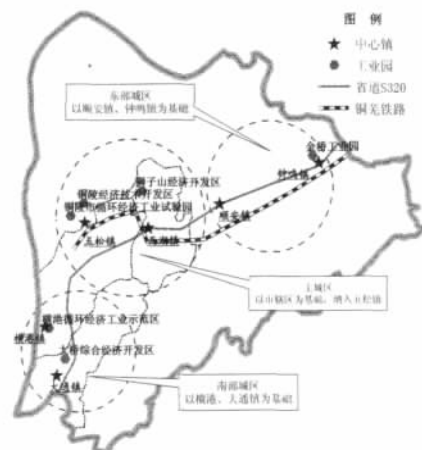 图 例
中心镇
工业园
省道S320
铜芜铁路
东部城区
以顺安镇、钟鸣镇为基础
金桥工业园
钟鸣镇
狮子山经济开发区
铜陵经济技术开发区
铜陵市循环经济工业试验园
顺安镇
五松镇
主城区
以市辖区为基础，纳入五松镇
横港循环经济工业示范区
横港镇
大桥综合经济开发区
大通镇
南部城区
以横港、大通镇为基础